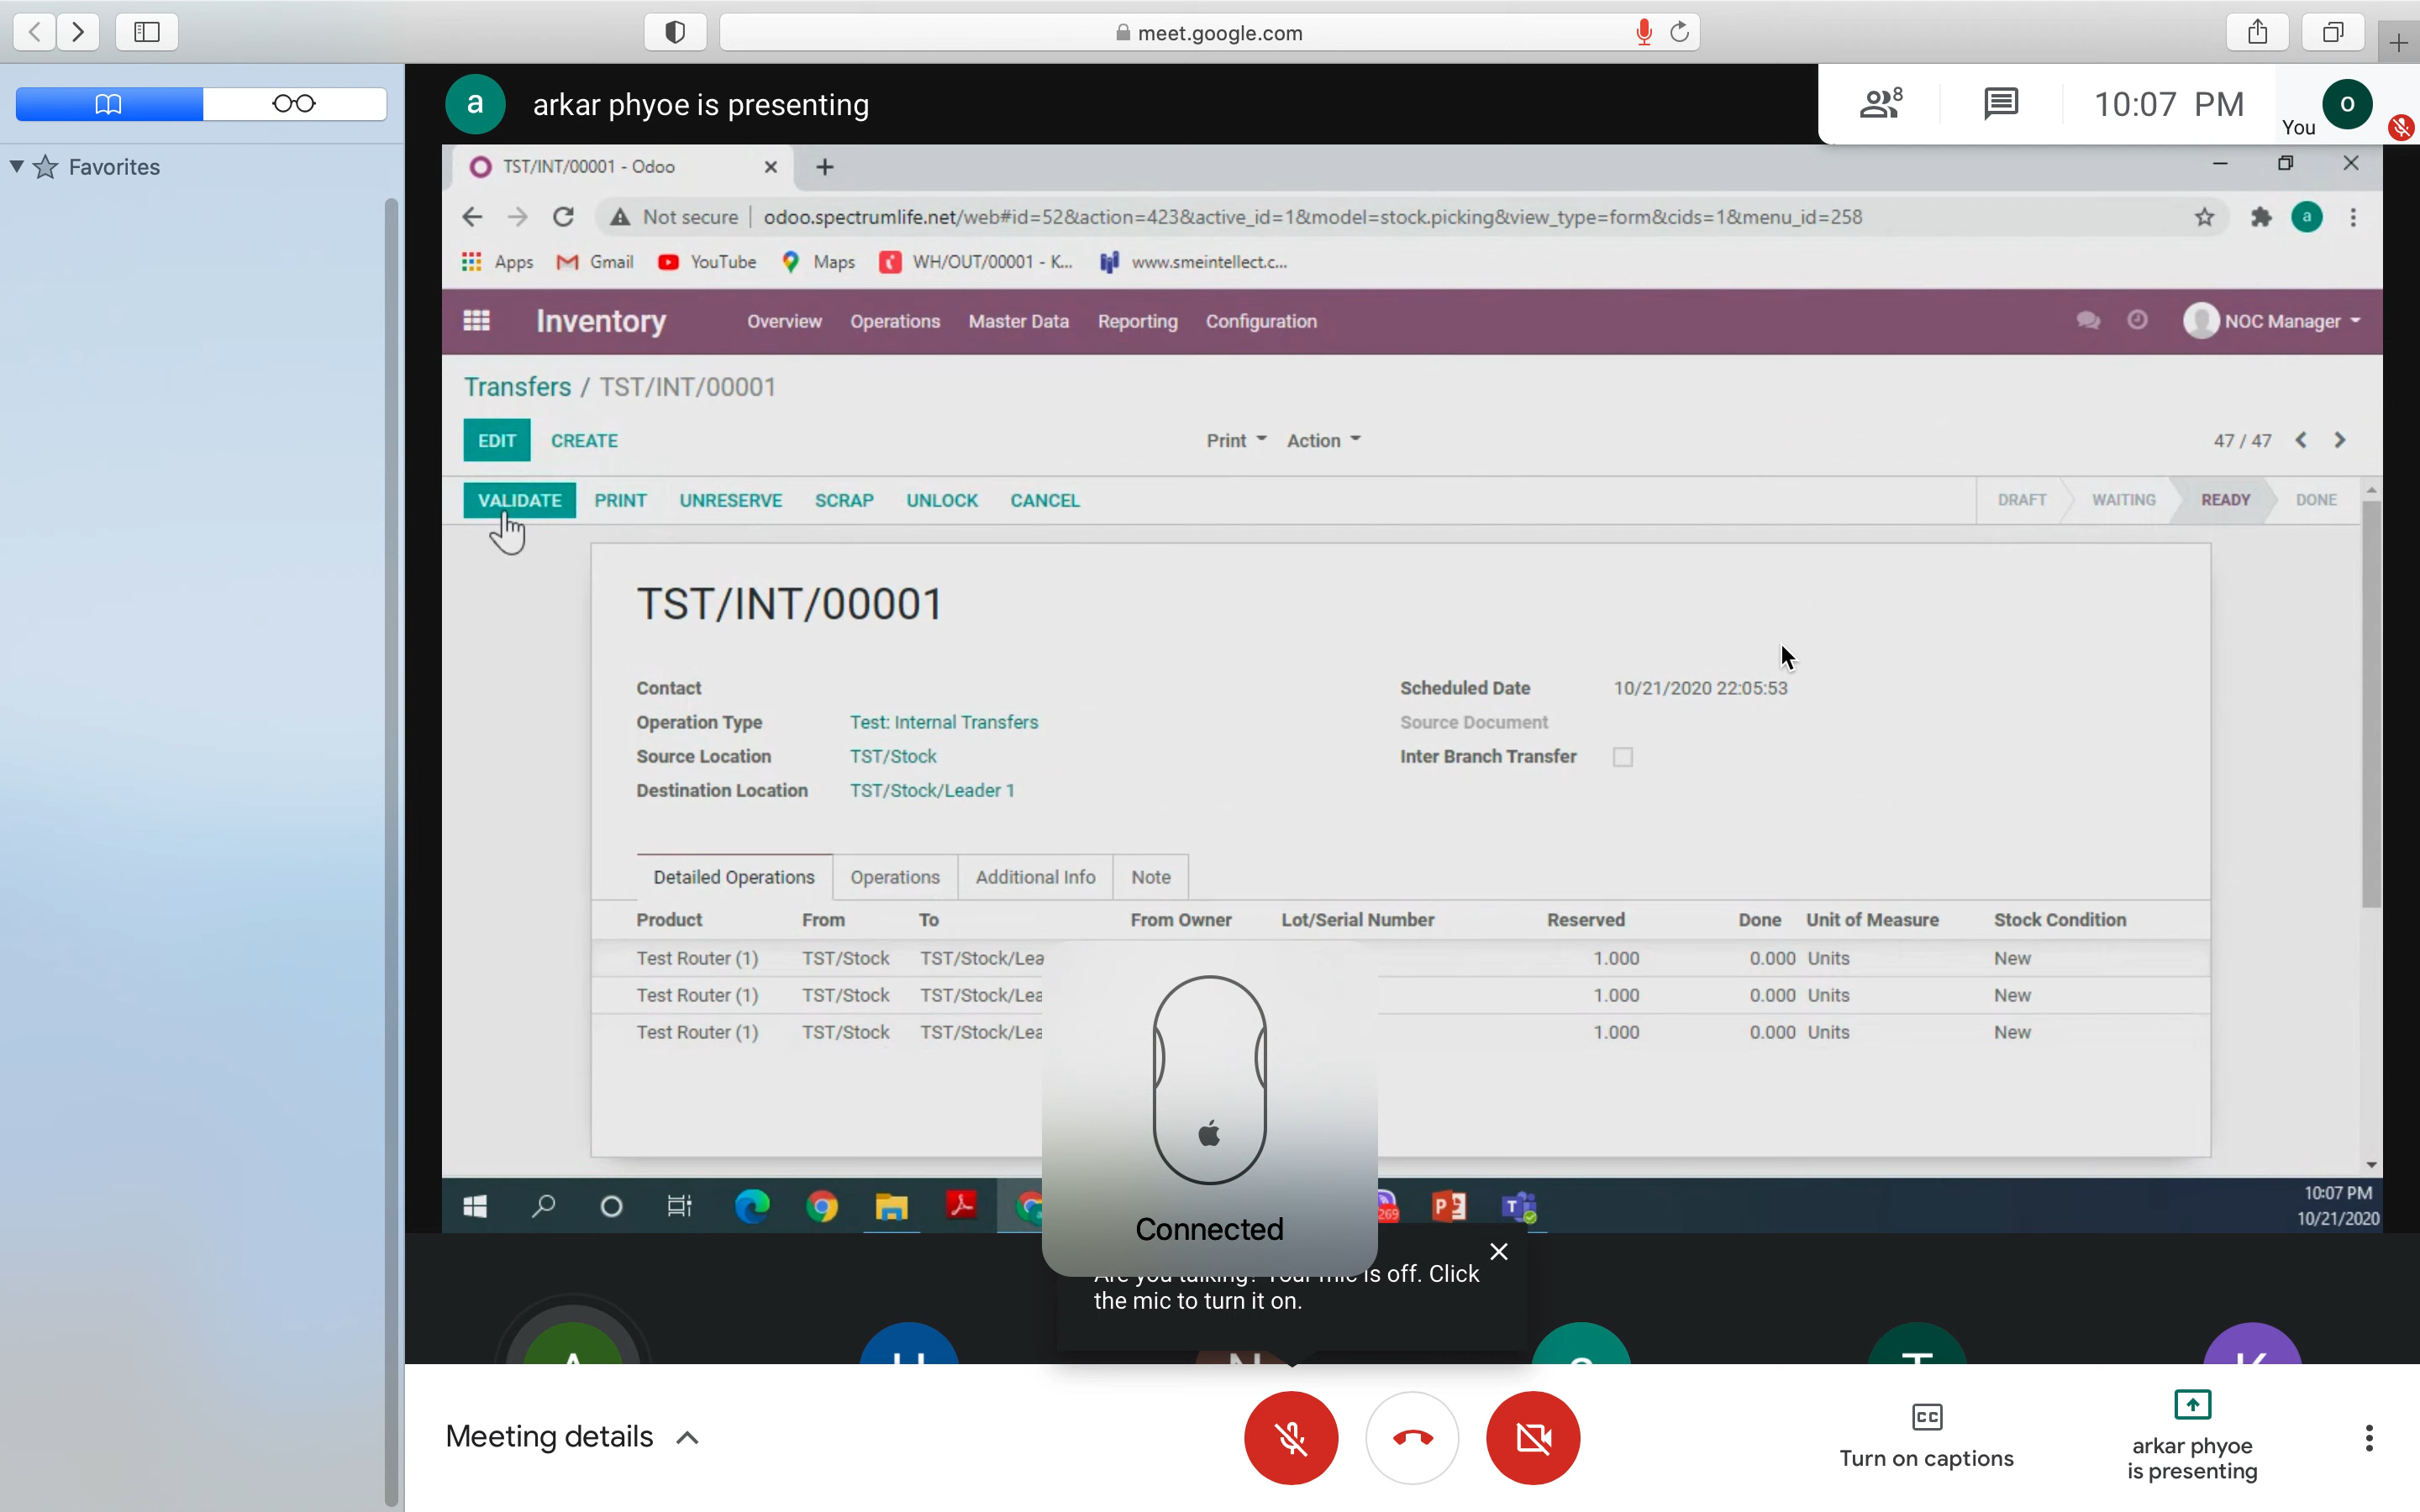 meet.google.com
Favorites
a
arkar phyoe is presenting
8
10:07 PM
You
o
TST/INT/00001 - Odoo
Not secure
odoo.spectrumlife.net/web#id=52&action=423&active_id=1&model=stock.picking&view_type=form&cids=1&menu_id=258
a
Apps
Gmail
YouTube
Maps
WH/OUT/00001 - K...
www.smeintellect.c...
Inventory
Overview
Operations
Master Data
Reporting
Configuration
NOC Manager
Transfers / TST/INT/00001
EDIT
CREATE
Print
Action
47 / 47
VALIDATE
PRINT
UNRESERVE
SCRAP
UNLOCK
CANCEL
DRAFT
WAITING
READY
DONE
TST/INT/00001
Contact
Scheduled Date 10/21/2020 22:05:53
Operation Type Test: Internal Transfers
Source Document
Source Location TST/Stock
Inter Branch Transfer
Destination Location TST/Stock/Leader 1
Detailed Operations
Operations
Additional Info
Note
Product From To From Owner Lot/Serial Number Reserved Done Unit of Measure Stock Condition
Test Router (1) TST/Stock TST/Stock/Lea 1.000 0.000 Units New
Test Router (1) TST/Stock TST/Stock/Lea 1.000 0.000 Units New
Test Router (1) TST/Stock TST/Stock/Lea 1.000 0.000 Units New
269
10:07 PM
10/21/2020
Connected
Are you talking? Your mic is off. Click
the mic to turn it on.
Meeting details
CC
Turn on captions
arkar phyoe
is presenting